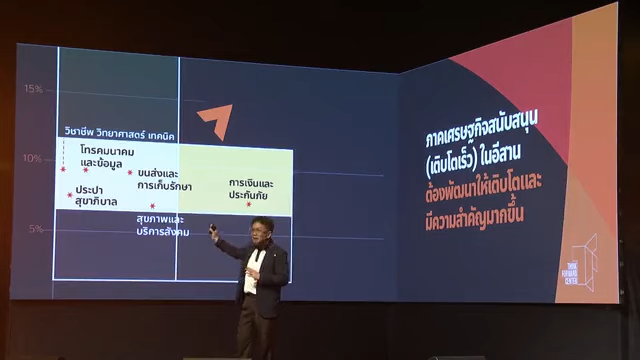 15%
วิชาชีพ วิทยาศาสตร์ เทคนิค
10%
โทรคมนาคม
และข้อมูล
ขนส่งและ
การเก็บรักษา
การเงินและ
ประกันภัย
ประปา
สุขาภิบาล
สุขภาพและ
บริการสังคม
5%
ภาคเศรษฐกิจสนับสนุน
(เติบโตเร็ว) ในอีสาน
ต้องพัฒนาให้เติบโตและ
มีความสำคัญมากขึ้น
THINK
FORWARD
CENTER